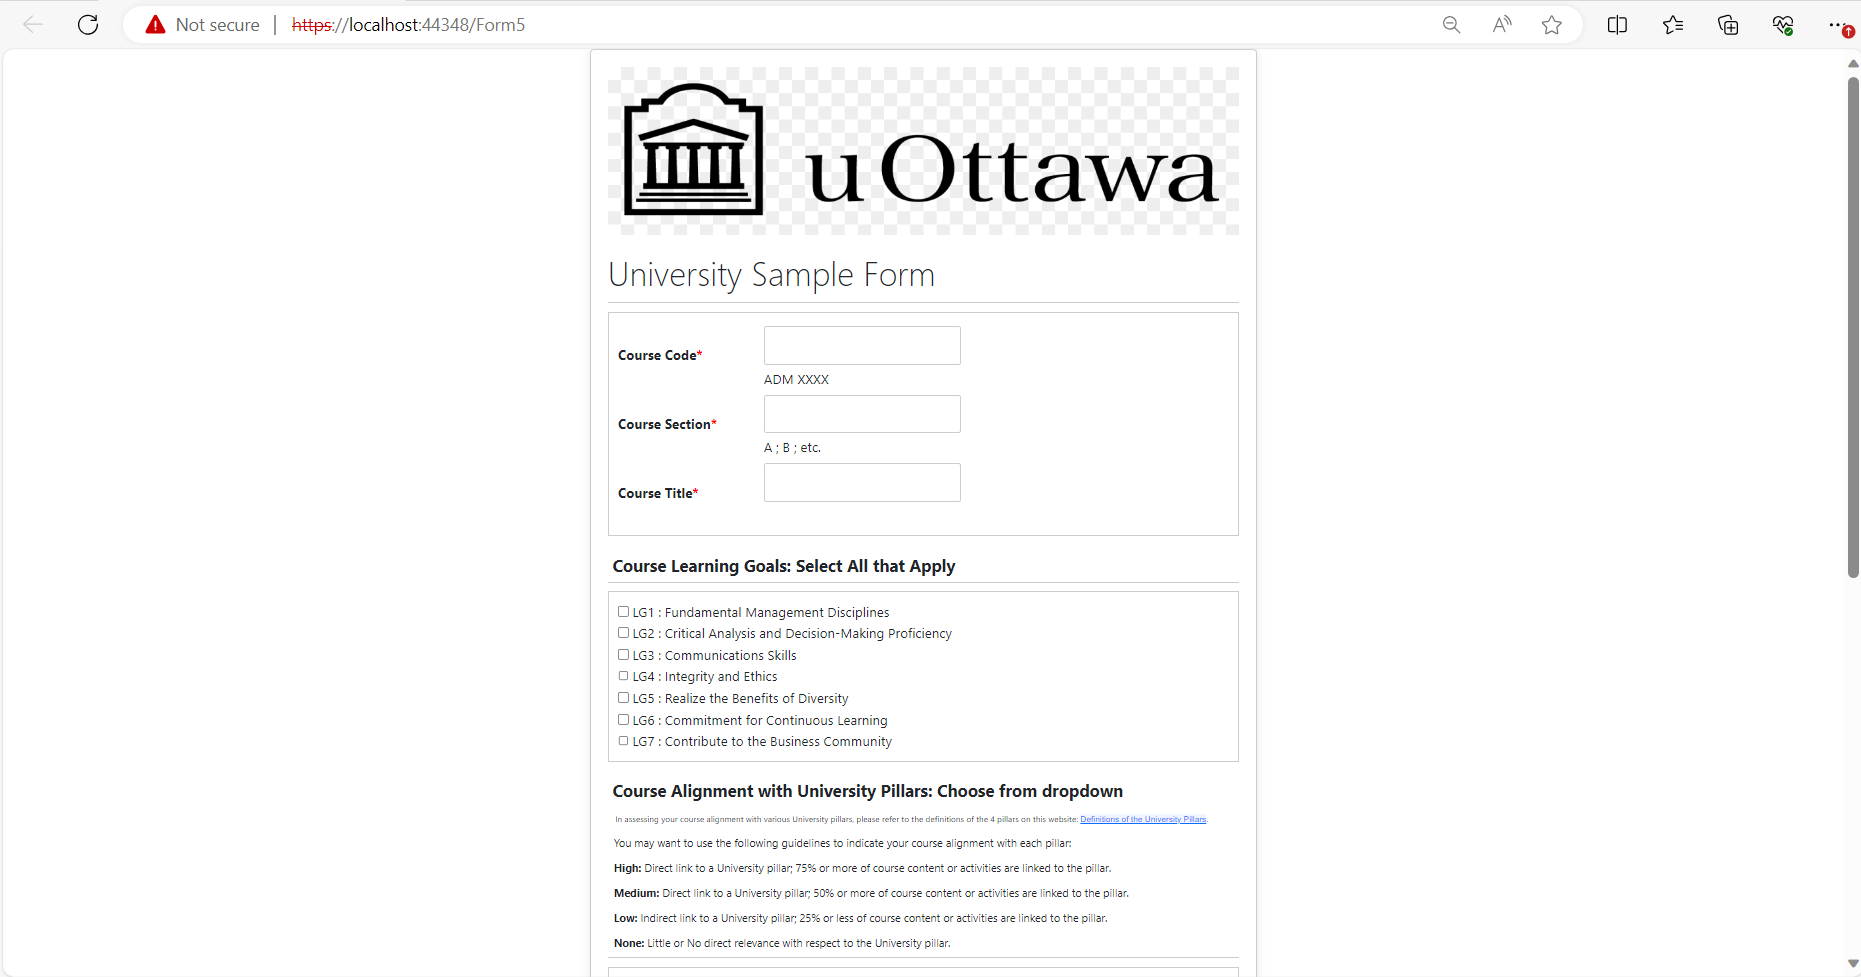 Not secure https://localhost:44348/Form5
u Ottawa
University Sample Form
Course Code*
ADM XXXX
Course Section*
A ; B ; etc.
Course Title*
Course Learning Goals: Select All that Apply
LG1 : Fundamental Management Disciplines
LG2 : Critical Analysis and Decision-Making Proficiency
LG3 : Communications Skills
LG4 : Integrity and Ethics
LG5 : Realize the Benefits of Diversity
LG6 : Commitment for Continuous Learning
LG7 : Contribute to the Business Community
Course Alignment with University Pillars: Choose from dropdown
In assessing your course alignment with various University pillars, please refer to the definitions of the 4 pillars on this website: Definitions of the University Pillars.
You may want to use the following guidelines to indicate your course alignment with each pillar:
High: Direct link to a University pillar; 75% or more of course content or activities are linked to the pillar.
Medium: Direct link to a University pillar; 50% or more of course content or activities are linked to the pillar.
Low: Indirect link to a University pillar; 25% or less of course content or activities are linked to the pillar.
None: Little or No direct relevance with respect to the University pillar.